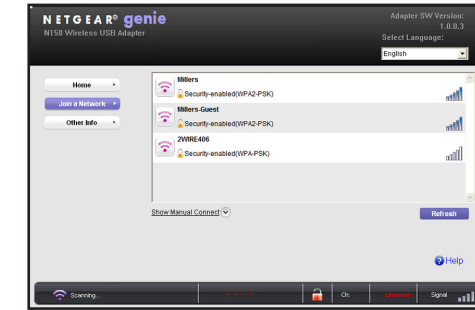 NETGEAR® genie
N150 Wireless USB Adapter
Adapter SW Version:
1.0.0.3
Select Language:
English
Home
Join a Network
Other Info
Millers
Security-enabled(WPA2-PSK)
Millers-Guest
Security-enabled(WPA2-PSK)
2WIRE406
Security-enabled(WPA-PSK)
Show Manual Connect
Refresh
Help
Scanning...
Ch:
Unknown
Signal